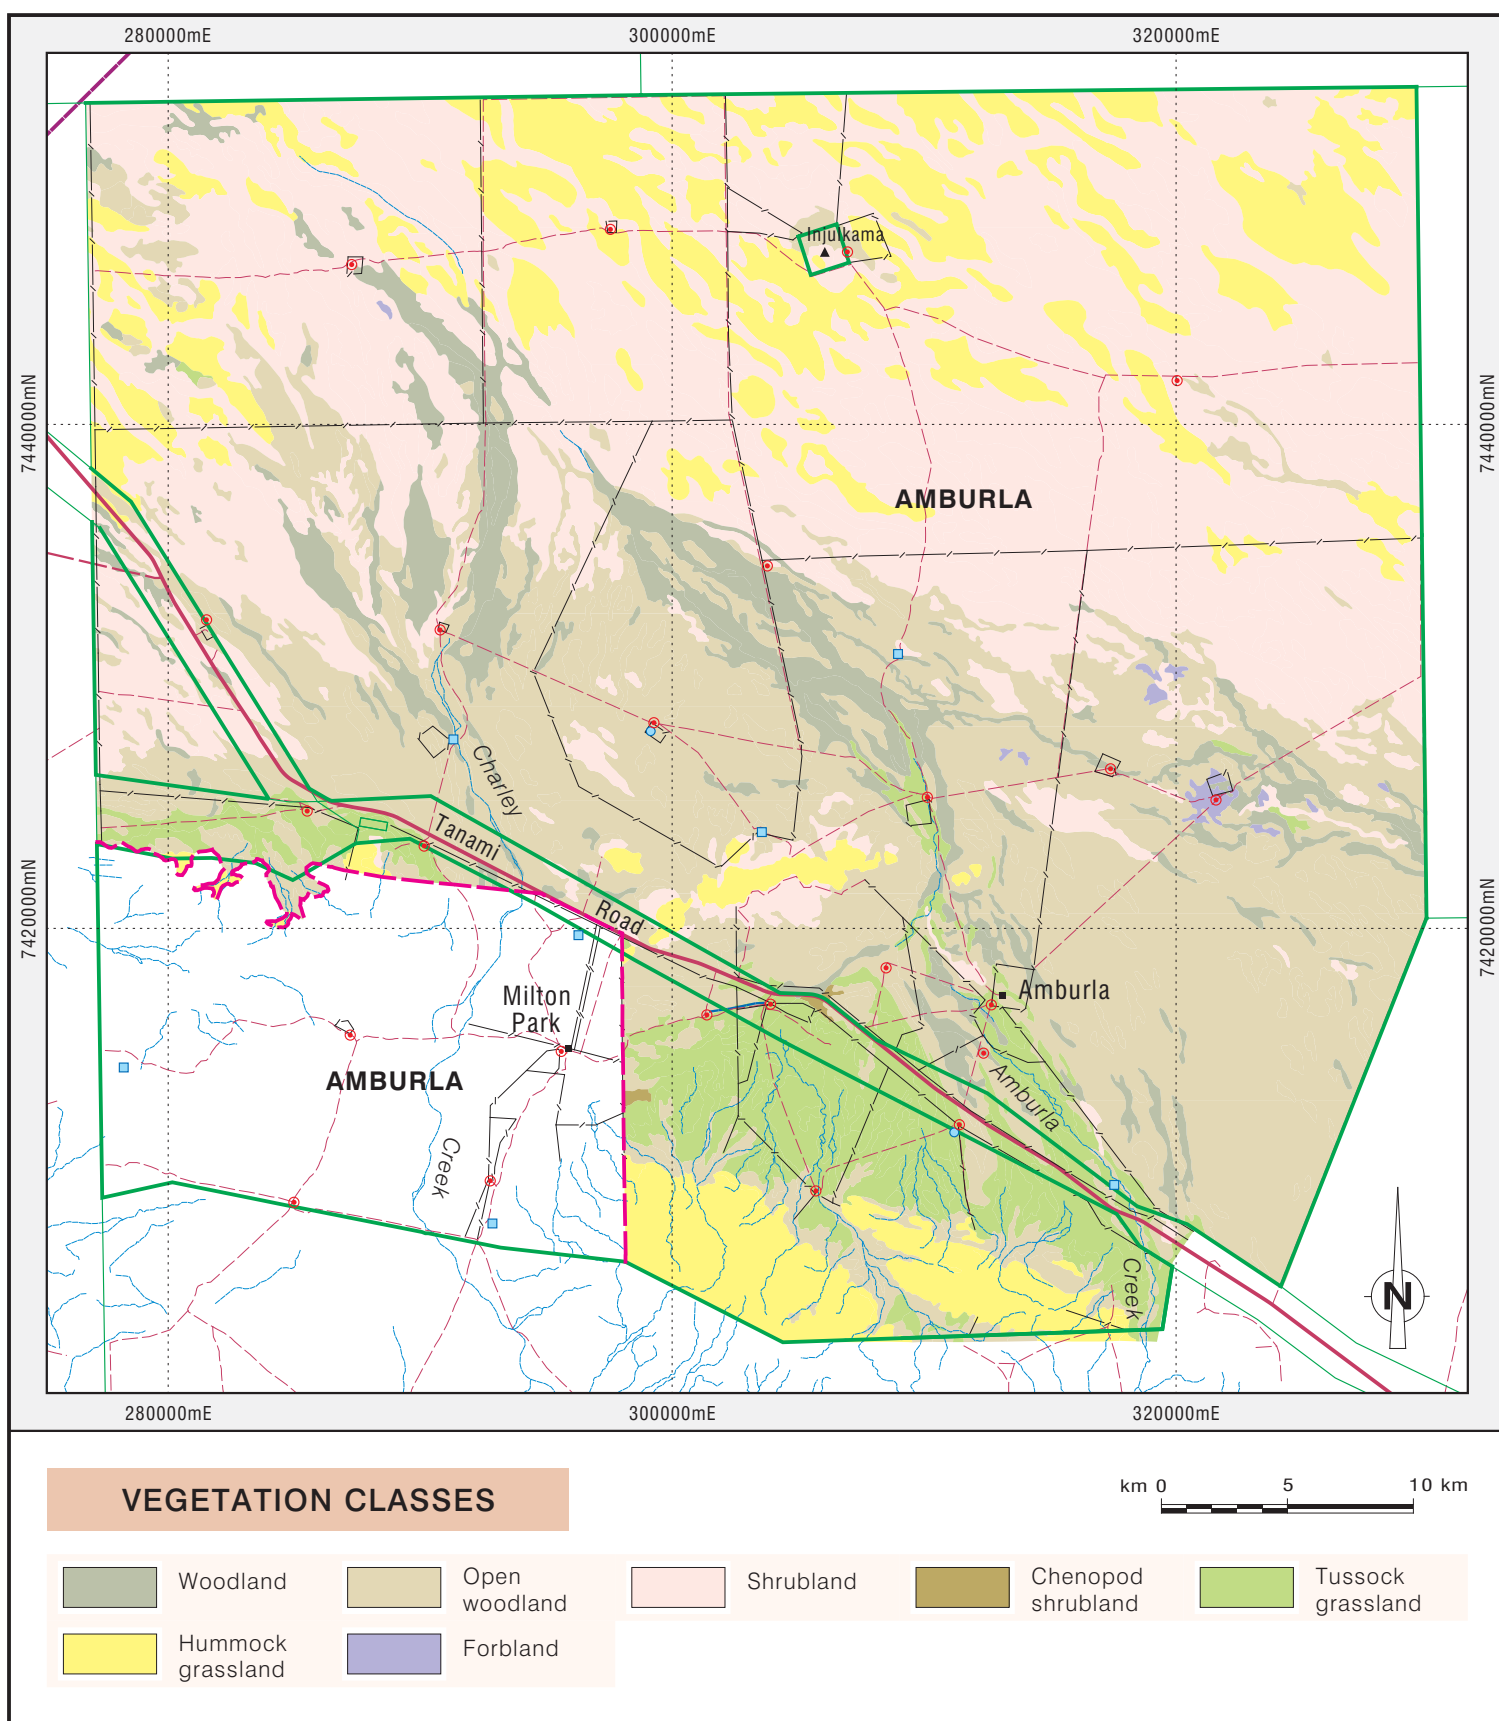 280000mE
300000mE
320000mE
Injulkama
7440000mN
7440000mN
AMBURLA
Charley
Tanami
Road
7420000mN
7420000mN
Milton
Park
Amburla
AMBURLA
Amburla
Creek
Creek
N
280000mE
300000mE
320000mE
VEGETATION CLASSES
km 0 5 10 km
Woodland
Open
woodland
Shrubland
Chenopod
shrubland
Tussock
grassland
Hummock
grassland
Forbland